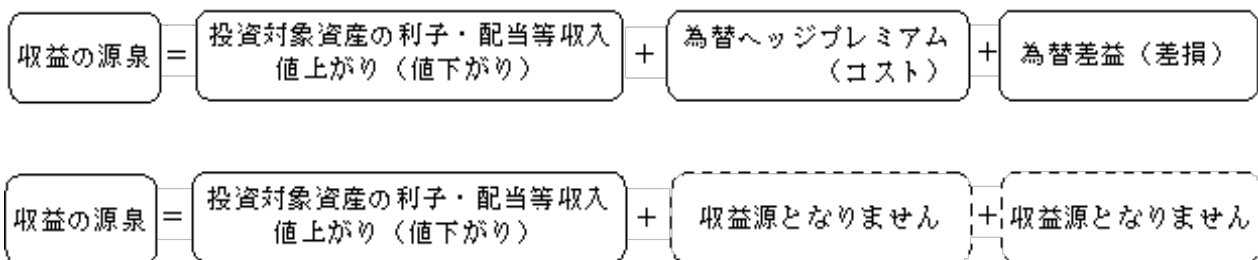 収益の源泉 = 投資対象資産の利子・配当等収入 + 為替ヘッジプレミアム + 為替差益（差損）
値上がり（値下がり） （コスト）
収益の源泉 = 投資対象資産の利子・配当等収入 + 収益源となりません + 収益源となりません
値上がり（値下がり）